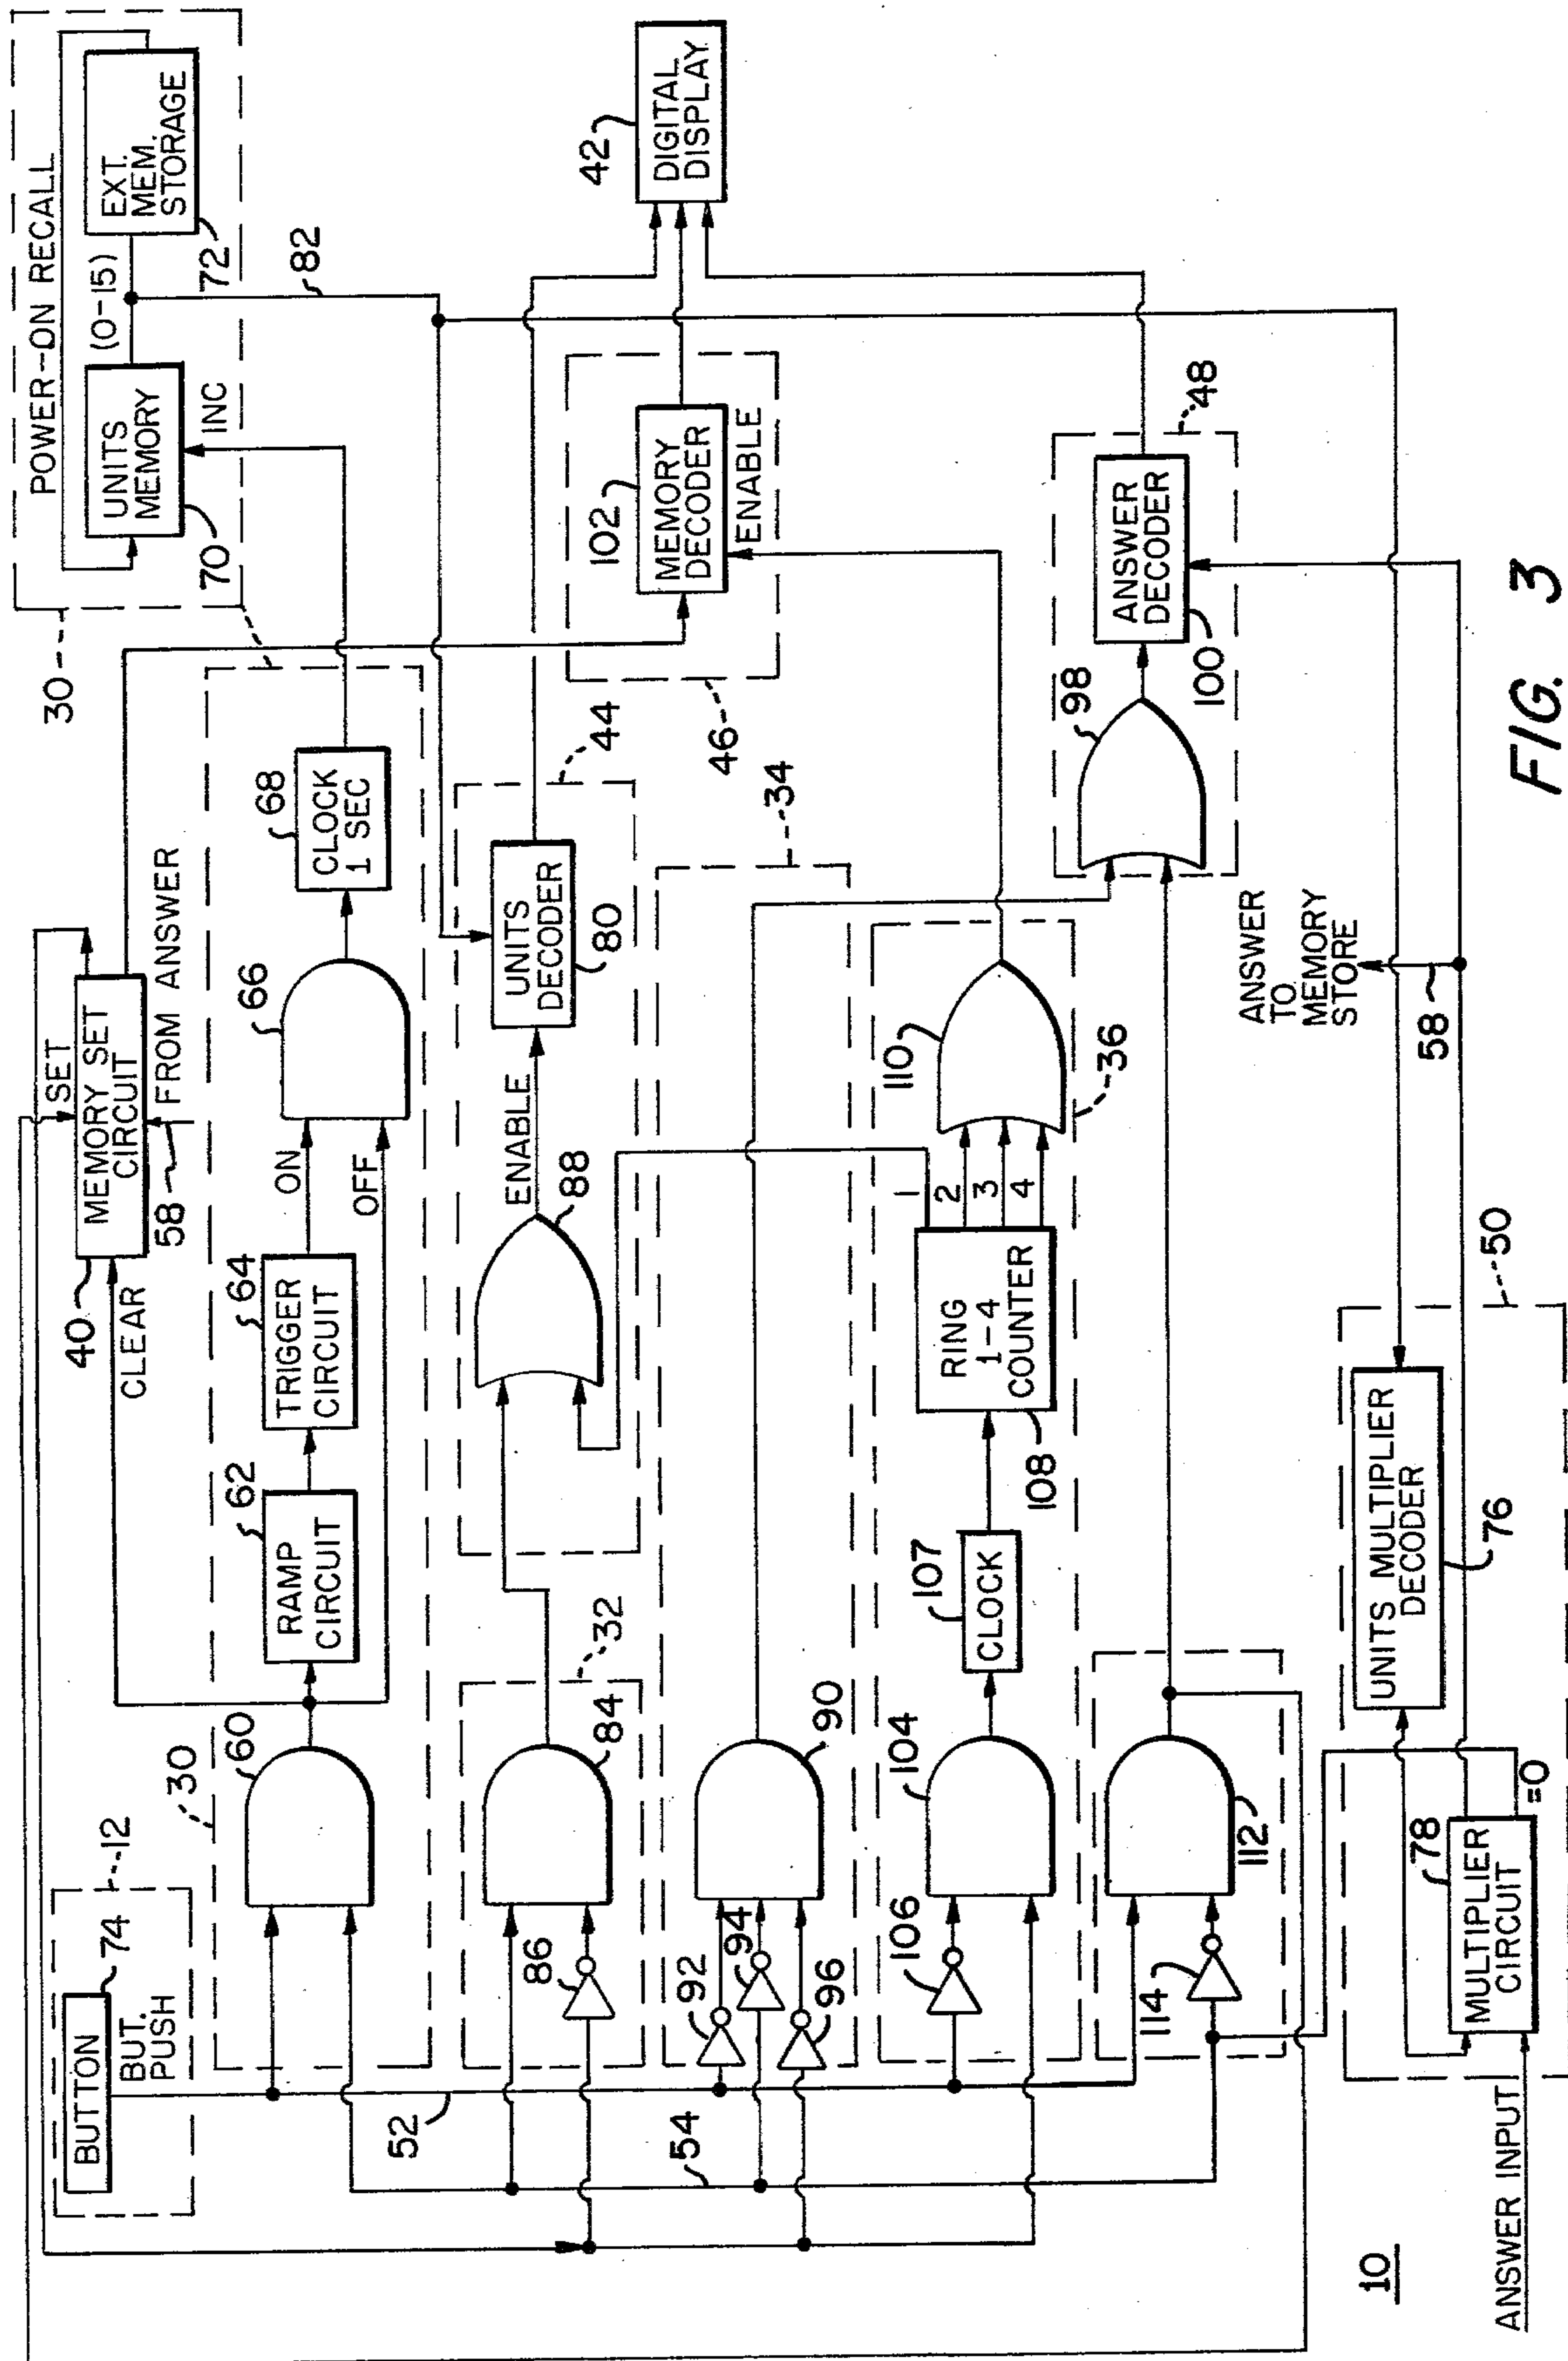 POWER-ON RECALL
30
UNITS
MEMORY
70
(0-15)
EXT.
MEM.
STORAGE
72
INC
82
SET
MEMORY SET
CIRCUIT
40
CLEAR
58
FROM ANSWER
12
74
BUTTON
BUT.
PUSH
30
60
62
RAMP
CIRCUIT
64
TRIGGER
CIRCUIT
ON
OFF
66
68
CLOCK
1 SEC
32
84
86
88
ENABLE
UNITS
DECODER
80
44
42
DIGITAL
DISPLAY
102
MEMORY
DECODER
ENABLE
46
34
52
54
92
94
96
90
106
104
107
CLOCK
108
RING
1-4
COUNTER
1
2
3
4
110
36
98
ANSWER
DECODER
100
48
114
112
ANSWER
TO
MEMORY
STORE
58
50
UNITS MULTIPLIER
DECODER
76
78
MULTIPLIER
CIRCUIT
=0
ANSWER INPUT
10
FIG. 3